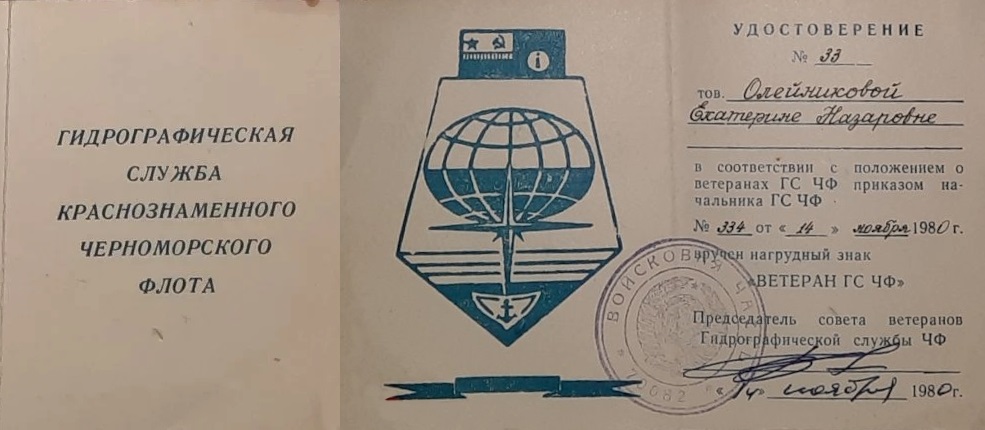 ГИДРОГРАФИЧЕСКАЯ
СЛУЖБА
КРАСНОЗНАМЕННОГО
ЧЕРНОМОРСКОГО
ФЛОТА
УДОСТОВЕРЕНИЕ
№ 33
тов. Олейниковой
Екатерине Назаровне
в соответствии с положением о
ветеранах ГС ЧФ приказом на-
чальника ГС ЧФ
№ 334 от « 14 » ноября 1980 г.
вручен нагрудный знак
«ВЕТЕРАН ГС ЧФ»
Председатель совета ветеранов
Гидрографической службы ЧФ
«14» ноября 1980 г.
ВОЙСКОВАЯ